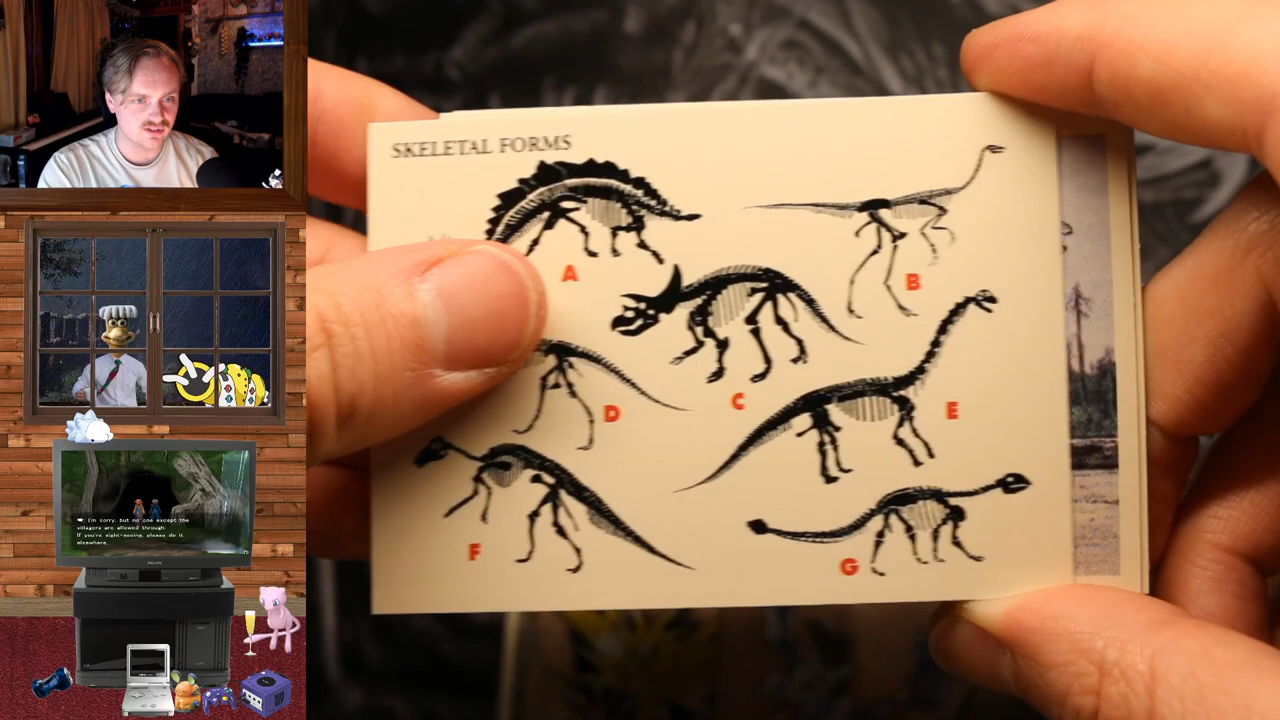 SKELETAL FORMS
A
B
C
D
E
F
G
I'm sorry, but no one except the
villagers are allowed through.
If you're sight-seeing, please do it
elsewhere.
PHILIPS